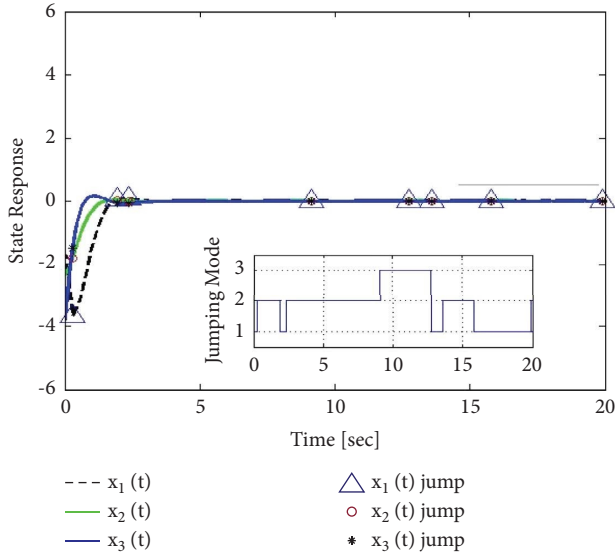 6
4
2
0
-2
-4
-6
State Response
Jumping Mode
3
2
1
0 5 10 15 20
0 5 10 15 20
Time [sec]
x1 (t)
x2 (t)
x3 (t)
x1 (t) jump
x2 (t) jump
x3 (t) jump